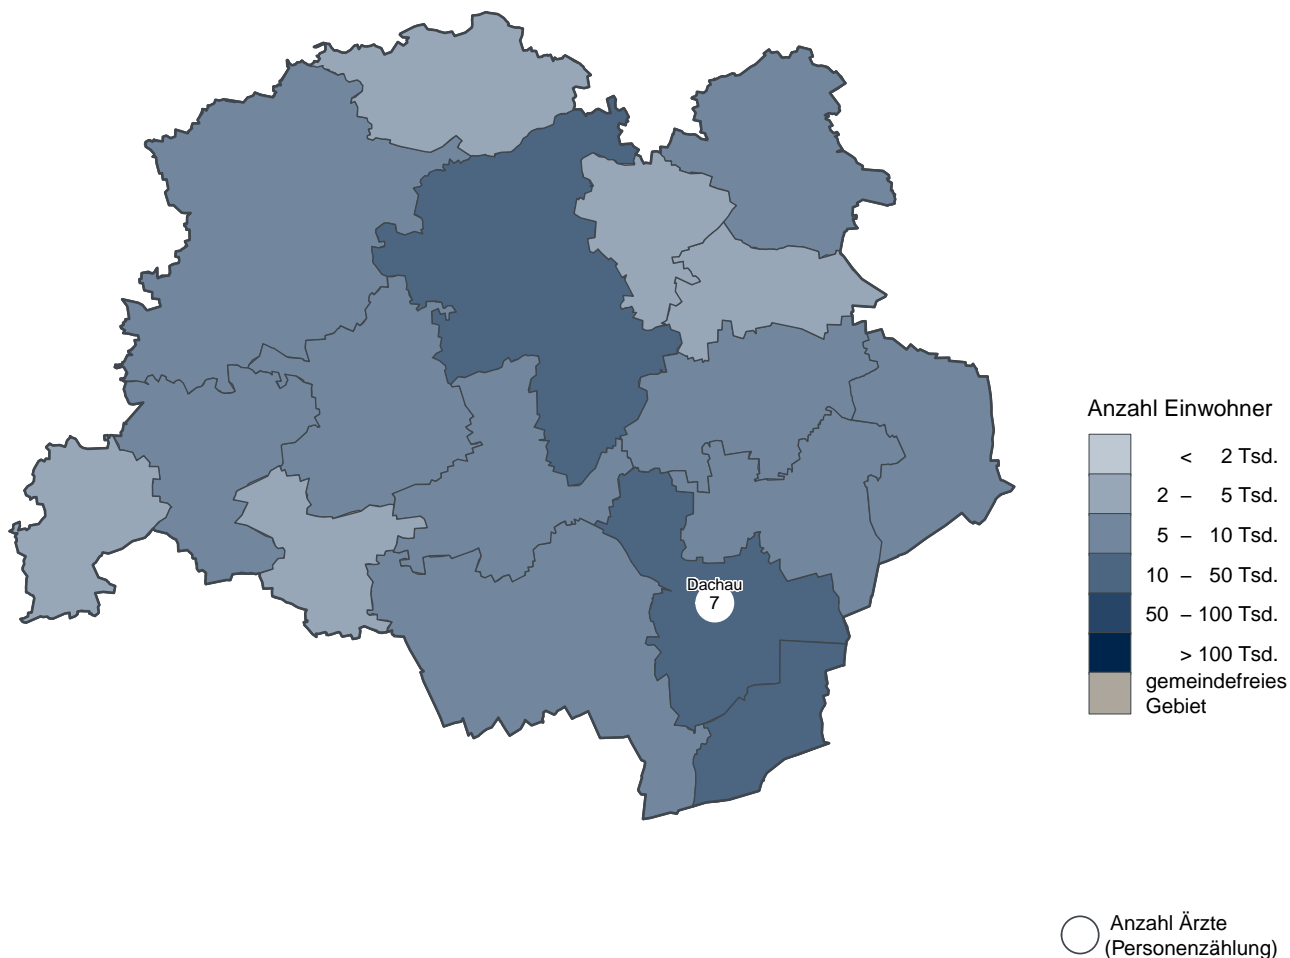 Dachau
7
Anzahl Einwohner
< 2 Tsd.
2 – 5 Tsd.
5 – 10 Tsd.
10 – 50 Tsd.
50 – 100 Tsd.
> 100 Tsd.
gemeindefreies
Gebiet
Anzahl Ärzte
(Personenzählung)